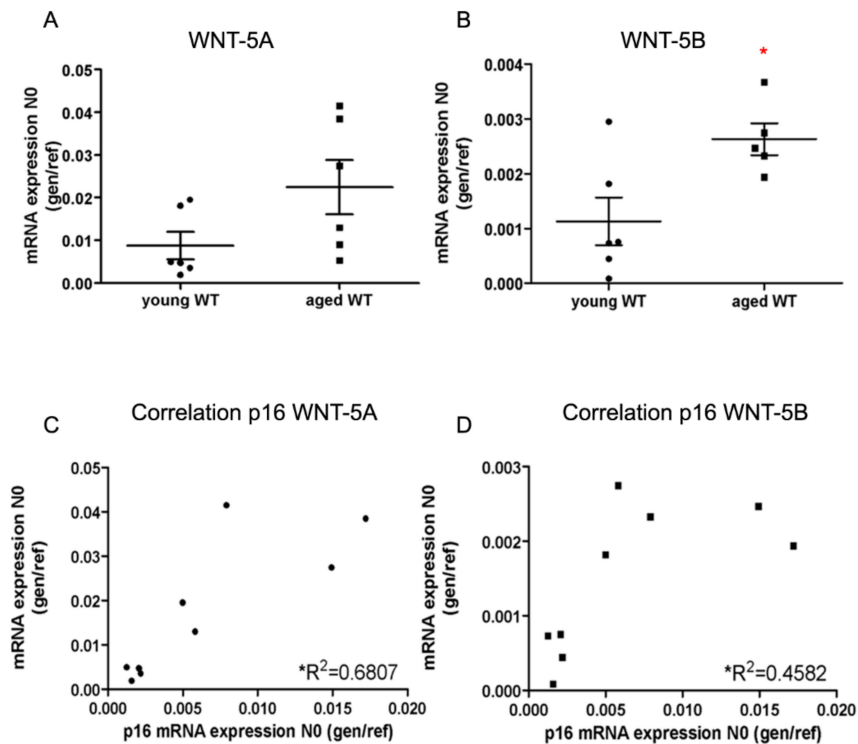 A
WNT-5A
mRNA expression N0
(gen/ref)
0.05
0.04
0.03
0.02
0.01
0.00
young WT
aged WT
B
WNT-5B
*
mRNA expression N0
(gen/ref)
0.004
0.003
0.002
0.001
0.000
young WT
aged WT
C
Correlation p16 WNT-5A
mRNA expression N0
(gen/ref)
0.05
0.04
0.03
0.02
0.01
0.00
*R²=0.6807
0.000 0.005 0.010 0.015 0.020
p16 mRNA expression N0 (gen/ref)
D
Correlation p16 WNT-5B
mRNA expression N0
(gen/ref)
0.003
0.002
0.001
0.000
*R²=0.4582
0.000 0.005 0.010 0.015 0.020
p16 mRNA expression N0 (gen/ref)